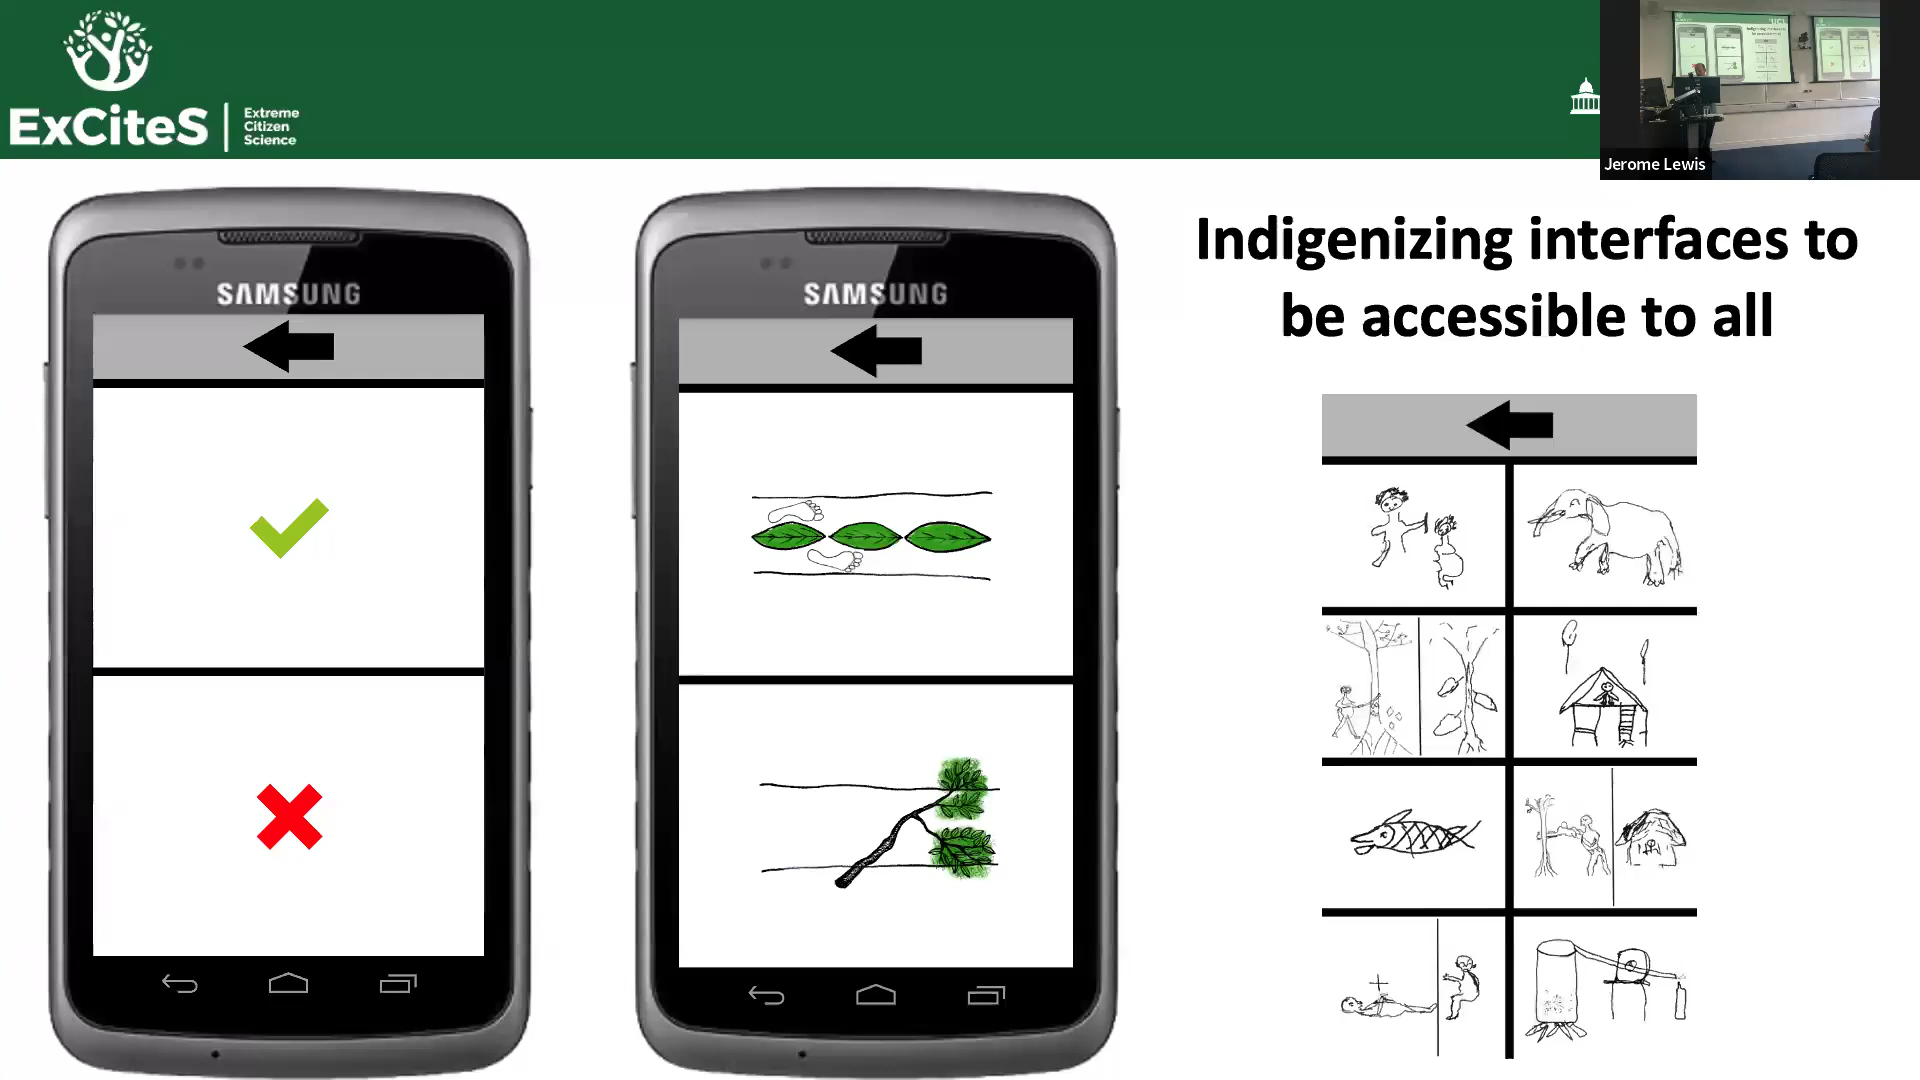 ExCiteS
Extreme
Citizen
Science
Jerome Lewis
SAMSUNG
SAMSUNG
Indigenizing interfaces to
be accessible to all